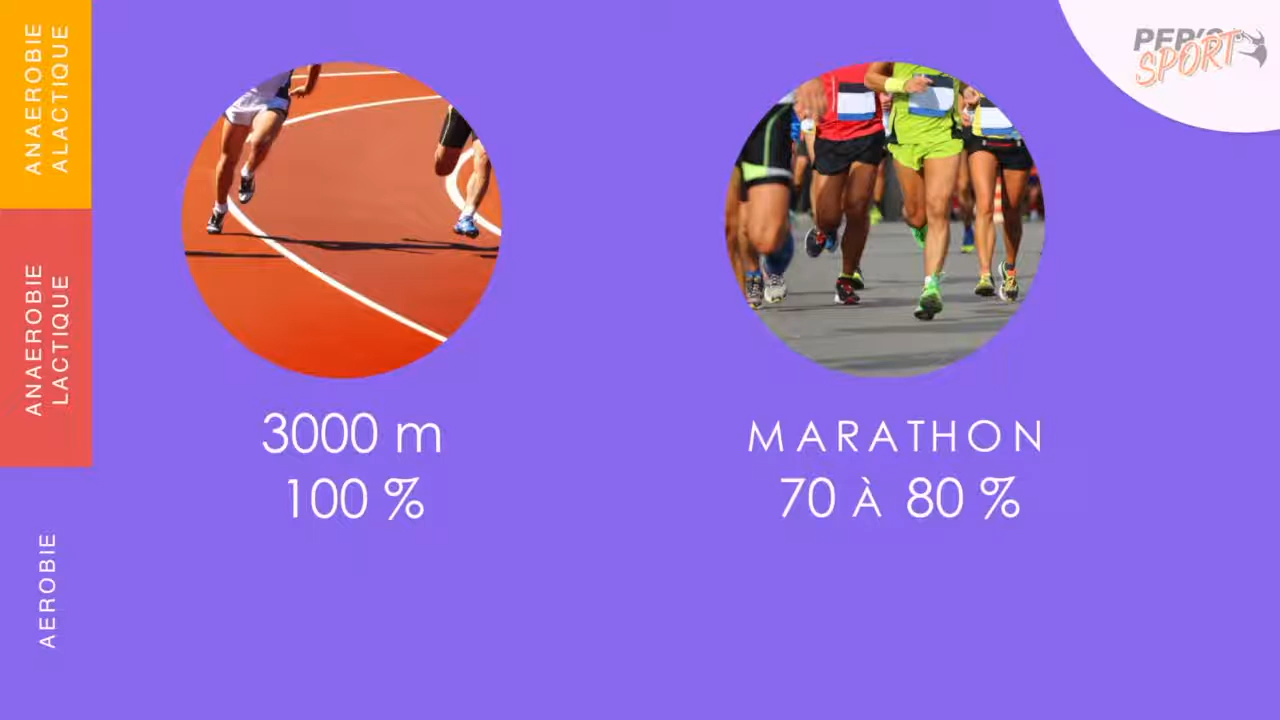 ANAEROBIE
ALACTIQUE
ANAEROBIE
LACTIQUE
AEROBIE
PEP'S
SPORT
3000 m
100 %
MARATHON
70 À 80 %